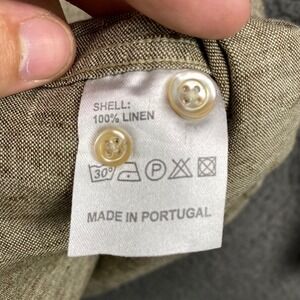 SHELL:
100% LINEN
30° P
MADE IN PORTUGAL